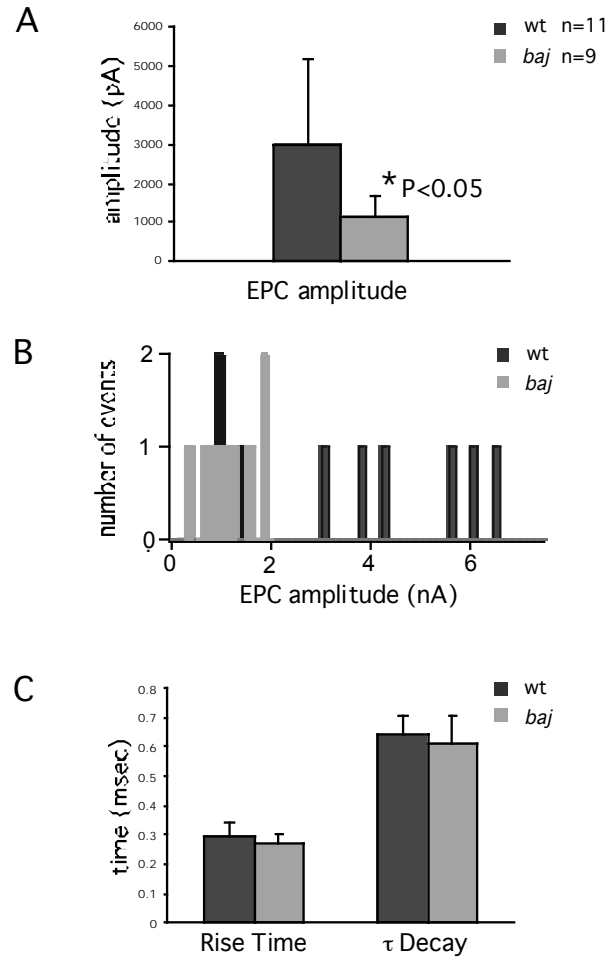 A
wt n=11
baj n=9
6000
5000
4000
3000
2000
1000
0
amplitude (pA)
* P<0.05
EPC amplitude
B
wt
baj
2
1
0
number of events
0 2 4 6
EPC amplitude (nA)
C
wt
baj
0.8
0.7
0.6
0.5
0.4
0.3
0.2
0.1
0
time (msec)
Rise Time τ Decay